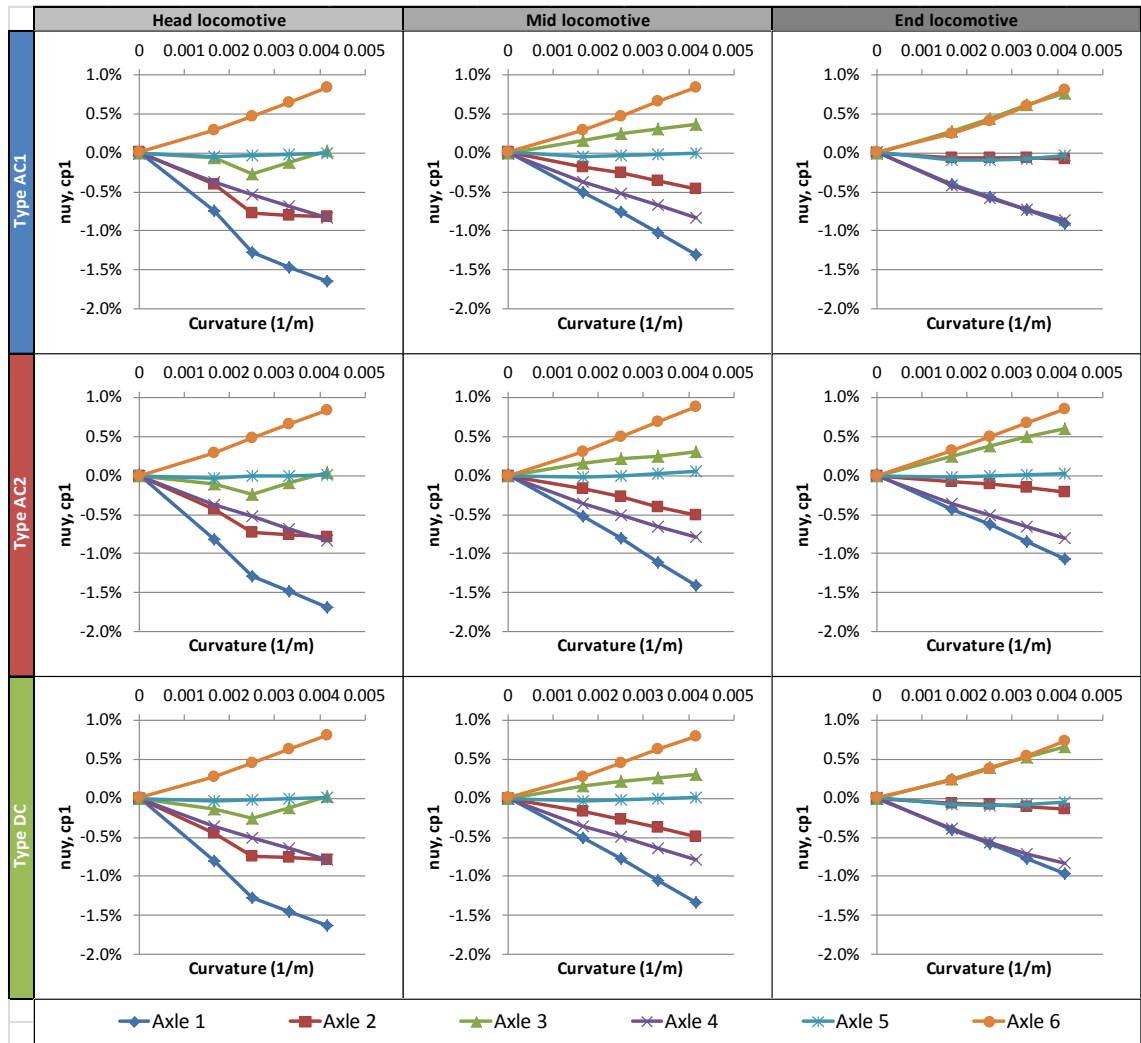 Head locomotive Mid locomotive End locomotive
Type AC1
0 0.001 0.002 0.003 0.004 0.005
1.0%
0.5%
0.0%
-0.5%
-1.0%
-1.5%
-2.0%
nuy, cp1
Curvature (1/m)
0 0.001 0.002 0.003 0.004 0.005
1.0%
0.5%
0.0%
-0.5%
-1.0%
-1.5%
-2.0%
nuy, cp1
Curvature (1/m)
0 0.001 0.002 0.003 0.004 0.005
1.0%
0.5%
0.0%
-0.5%
-1.0%
-1.5%
-2.0%
nuy, cp1
Curvature (1/m)
Type AC2
0 0.001 0.002 0.003 0.004 0.005
1.0%
0.5%
0.0%
-0.5%
-1.0%
-1.5%
-2.0%
nuy, cp1
Curvature (1/m)
0 0.001 0.002 0.003 0.004 0.005
1.0%
0.5%
0.0%
-0.5%
-1.0%
-1.5%
-2.0%
nuy, cp1
Curvature (1/m)
0 0.001 0.002 0.003 0.004 0.005
1.0%
0.5%
0.0%
-0.5%
-1.0%
-1.5%
-2.0%
nuy, cp1
Curvature (1/m)
Type DC
0 0.001 0.002 0.003 0.004 0.005
1.0%
0.5%
0.0%
-0.5%
-1.0%
-1.5%
-2.0%
nuy, cp1
Curvature (1/m)
0 0.001 0.002 0.003 0.004 0.005
1.0%
0.5%
0.0%
-0.5%
-1.0%
-1.5%
-2.0%
nuy, cp1
Curvature (1/m)
0 0.001 0.002 0.003 0.004 0.005
1.0%
0.5%
0.0%
-0.5%
-1.0%
-1.5%
-2.0%
nuy, cp1
Curvature (1/m)
Axle 1 Axle 2 Axle 3 Axle 4 Axle 5 Axle 6